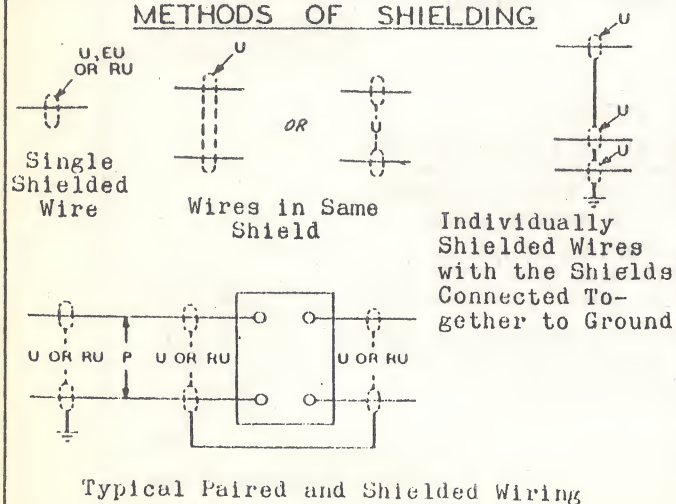 METHODS OF SHIELDING
U, EU
OR RU
Single
Shielded
Wire
U
OR
U
Wires in Same
Shield
U
U
U
Individually
Shielded Wires
with the Shields
Connected To-
gether to Ground
U OR RU
P
U OR RU
U OR RU
Typical Paired and Shielded Wiring